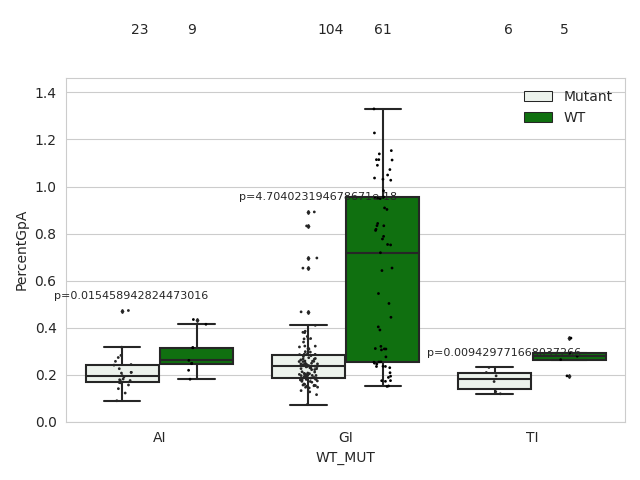 23 9 104 61 6 5
1.4
Mutant
WT
1.2
1.0
p=4.704023194678671e-18
0.8
PercentGpA
0.6
p=0.015458942824473016
0.4
p=0.009429771668037266
0.2
0.0
AI GI TI
WT_MUT